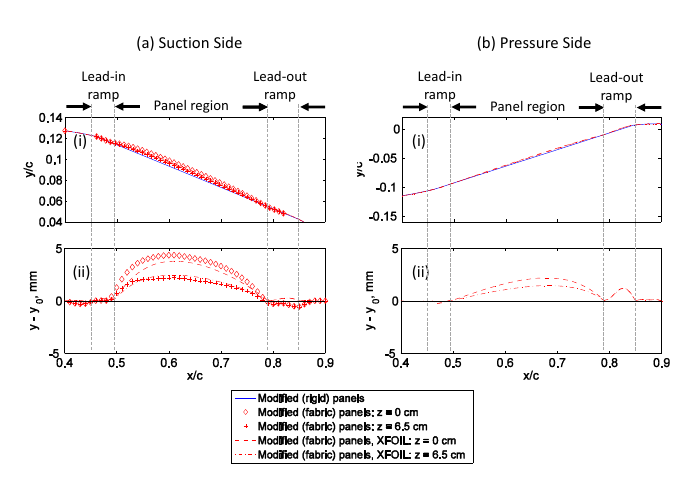 (a) Suction Side
(b) Pressure Side
Lead-in
ramp
Panel region
Lead-out
ramp
Lead-in
ramp
Panel region
Lead-out
ramp
0.14
0.12
0.1
0.08
0.06
0.04
y/c
(i)
0
-0.05
-0.1
-0.15
y/c
(i)
5
0
-5
y - y0, mm
(ii)
0.4 0.5 0.6 0.7 0.8 0.9
x/c
5
0
-5
y - y0, mm
(ii)
0.4 0.5 0.6 0.7 0.8 0.9
x/c
Modified (rigid) panels
Modified (fabric) panels: z = 0 cm
Modified (fabric) panels: z = 6.5 cm
Modified (fabric) panels, XFOIL: z = 0 cm
Modified (fabric) panels, XFOIL: z = 6.5 cm